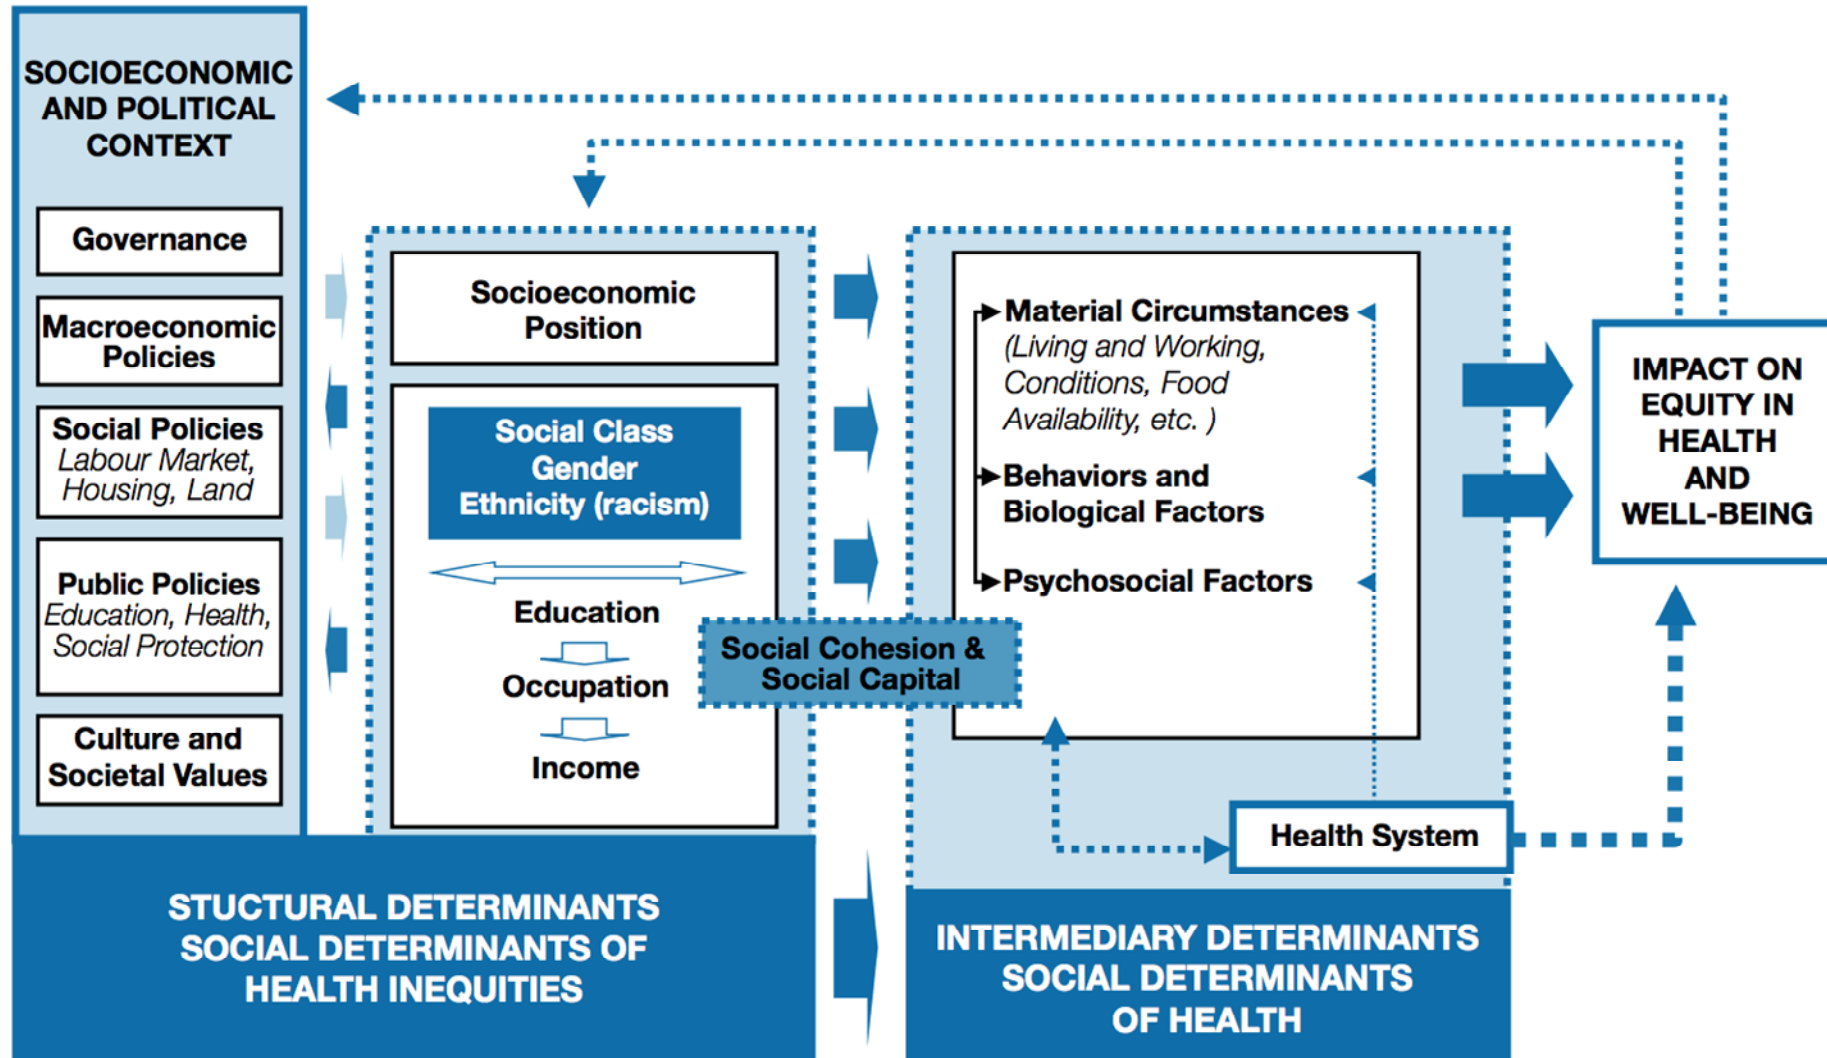 SOCIOECONOMIC
AND POLITICAL
CONTEXT
Governance
Macroeconomic
Policies
Social Policies
Labour Market,
Housing, Land
Public Policies
Education, Health,
Social Protection
Culture and
Societal Values
Socioeconomic
Position
Social Class
Gender
Ethnicity (racism)
Education
Occupation
Income
Social Cohesion &
Social Capital
Material Circumstances
(Living and Working,
Conditions, Food
Availability, etc. )
Behaviors and
Biological Factors
Psychosocial Factors
Health System
IMPACT ON
EQUITY IN
HEALTH
AND
WELL-BEING
STUCTURAL DETERMINANTS
SOCIAL DETERMINANTS OF
HEALTH INEQUITIES
INTERMEDIARY DETERMINANTS
SOCIAL DETERMINANTS
OF HEALTH